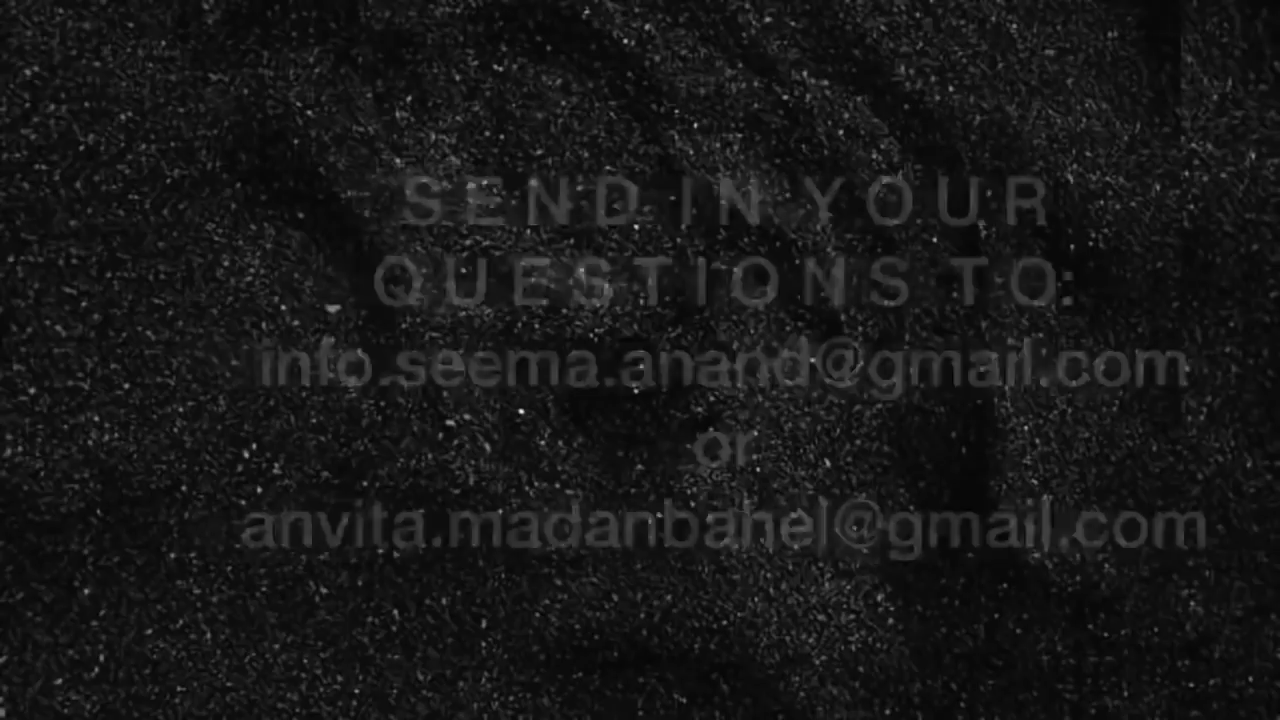 SEND IN YOUR
QUESTIONS TO:
info.seema.anand@gmail.com
or
anvita.madanbahel@gmail.com